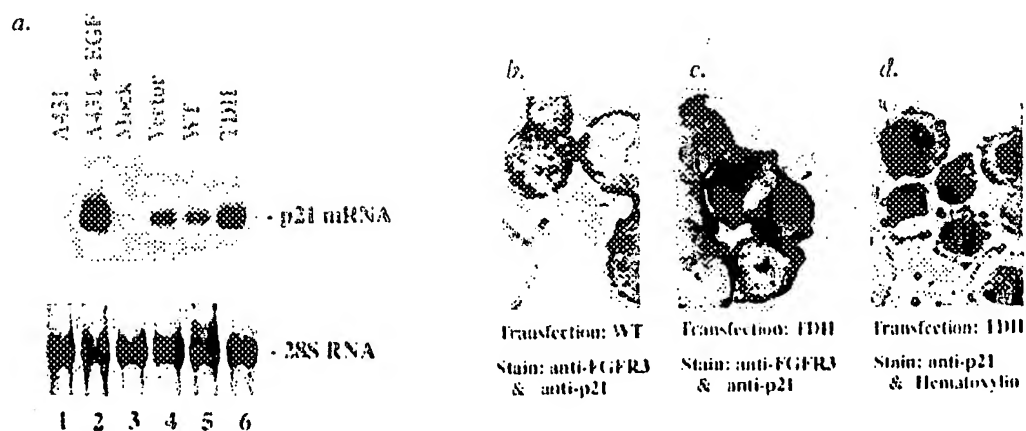 a.
A431
A431 + EGF
Mock
Vector
WT
TDII
- p21 mRNA
- 28S RNA
1 2 3 4 5 6
b.
Transfection: WT
Stain: anti-FGFR3
& anti-p21
c.
Transfection: TDII
Stain: anti-FGFR3
& anti-p21
d.
Transfection: TDII
Stain: anti-p21
& Hematoxylin